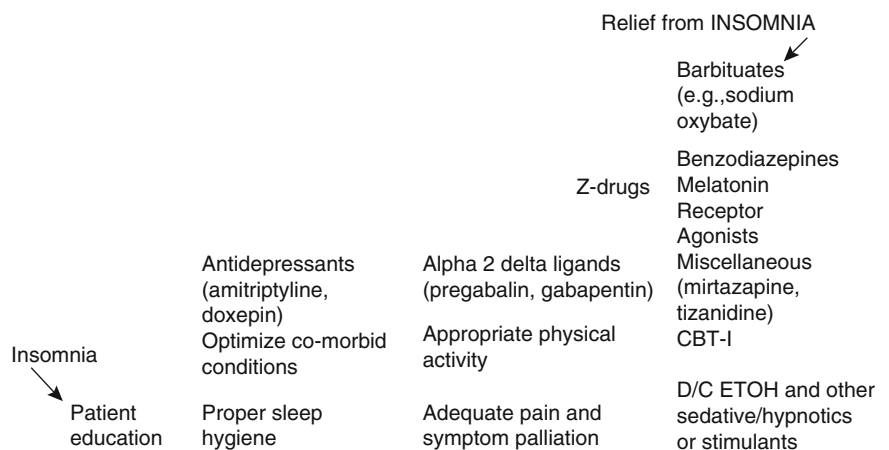 Relief from INSOMNIA
Barbituates
(e.g.,sodium
oxybate)
Benzodiazepines
Z-drugs
Melatonin
Receptor
Agonists
Miscellaneous
(mirtazapine,
tizanidine)
CBT-I
Antidepressants
(amitriptyline,
doxepin)
Optimize co-morbid
conditions
Alpha 2 delta ligands
(pregabalin, gabapentin)
Appropriate physical
activity
Insomnia
Patient
education
Proper sleep
hygiene
Adequate pain and
symptom palliation
D/C ETOH and other
sedative/hypnotics
or stimulants